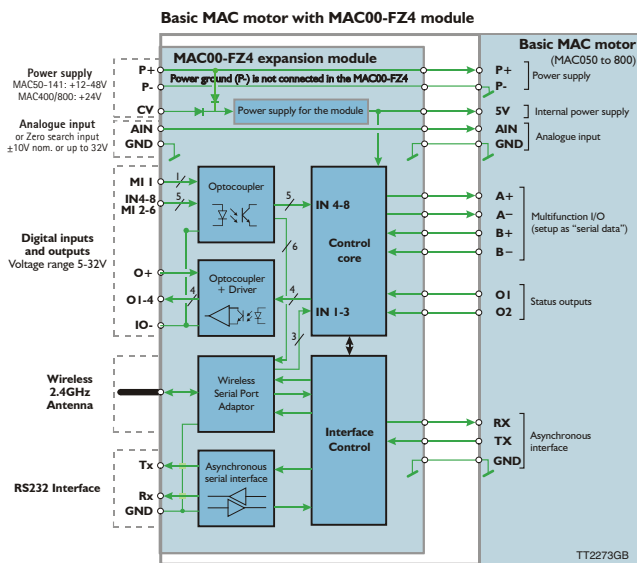 Basic MAC motor with MAC00-FZ4 module
Power supply
MAC50-141: +12-48V
MAC400/800: +24V
Analogue input
or Zero search input
±10V nom. or up to 32V
Digital inputs
and outputs
Voltage range 5-32V
Wireless
2.4GHz
Antenna
RS232 Interface
P+
P-
CV
AIN
GND
MI 1
IN4-8
MI 2-6
O+
O1-4
IO-
Tx
Rx
GND
MAC00-FZ4 expansion module
Power ground (P-) is not connected in the MAC00-FZ4
Power supply for the module
1
5
Optocoupler
5
6
4
Optocoupler
+ Driver
4
3
IN 4-8
Control
core
IN 1-3
Wireless
Serial Port
Adaptor
Asynchronous
serial interface
Interface
Control
Basic MAC motor
(MAC050 to 800)
P+
P-
Power supply
5V
Internal power supply
AIN
GND
Analogue input
A+
A–
B+
B–
Multifunction I/O
(setup as “serial data”)
O1
O2
Status outputs
RX
TX
GND
Asynchronous
interface
TT2273GB